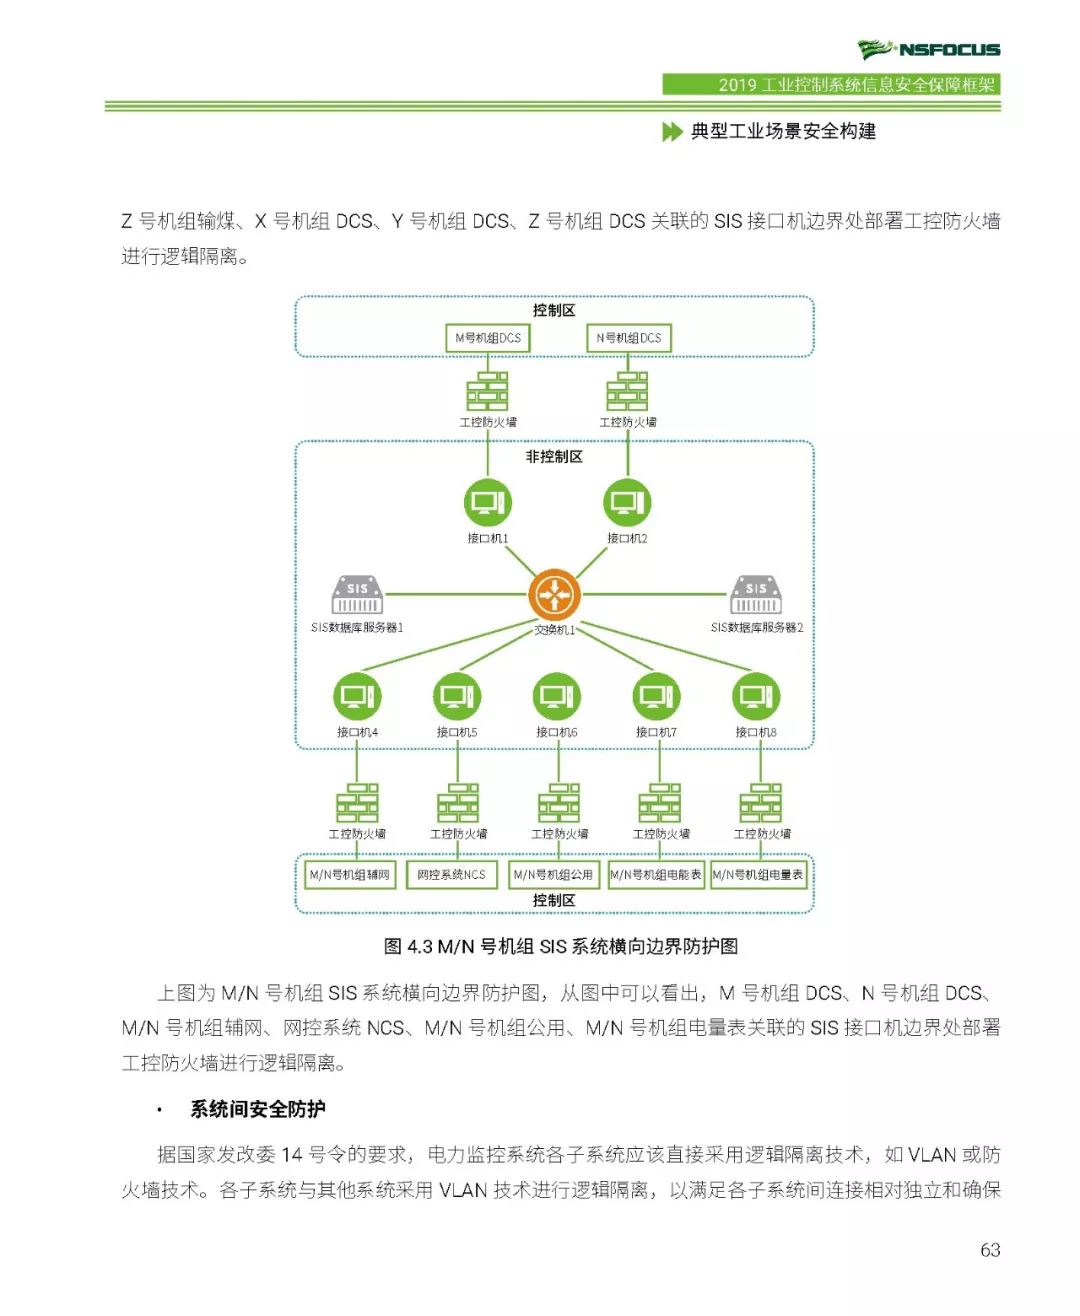 NSFOCUS
2019 工业控制系统信息安全保障框架
典型工业场景安全构建
Z 号机组输煤、X 号机组 DCS、Y 号机组 DCS、Z 号机组 DCS 关联的 SIS 接口机边界处部署工控防火墙
进行逻辑隔离。
控制区
M号机组DCS
N号机组DCS
工控防火墙
工控防火墙
非控制区
接口机1
接口机2
SIS
SIS
SIS数据库服务器1
交换机1
SIS数据库服务器2
接口机4
接口机5
接口机6
接口机7
接口机8
工控防火墙
工控防火墙
工控防火墙
工控防火墙
工控防火墙
M/N号机组辅网
网控系统NCS
M/N号机组公用
M/N号机组电能表
M/N号机组电量表
控制区
图 4.3 M/N 号机组 SIS 系统横向边界防护图
上图为 M/N 号机组 SIS 系统横向边界防护图，从图中可以看出，M 号机组 DCS、N 号机组 DCS、
M/N 号机组辅网、网控系统 NCS、M/N 号机组公用、M/N 号机组电量表关联的 SIS 接口机边界处部署
工控防火墙进行逻辑隔离。
• 系统间安全防护
据国家发改委 14 号令的要求，电力监控系统各子系统应该直接采用逻辑隔离技术，如 VLAN 或防
火墙技术。各子系统与其他系统采用 VLAN 技术进行逻辑隔离，以满足各子系统间连接相对独立和确保
63